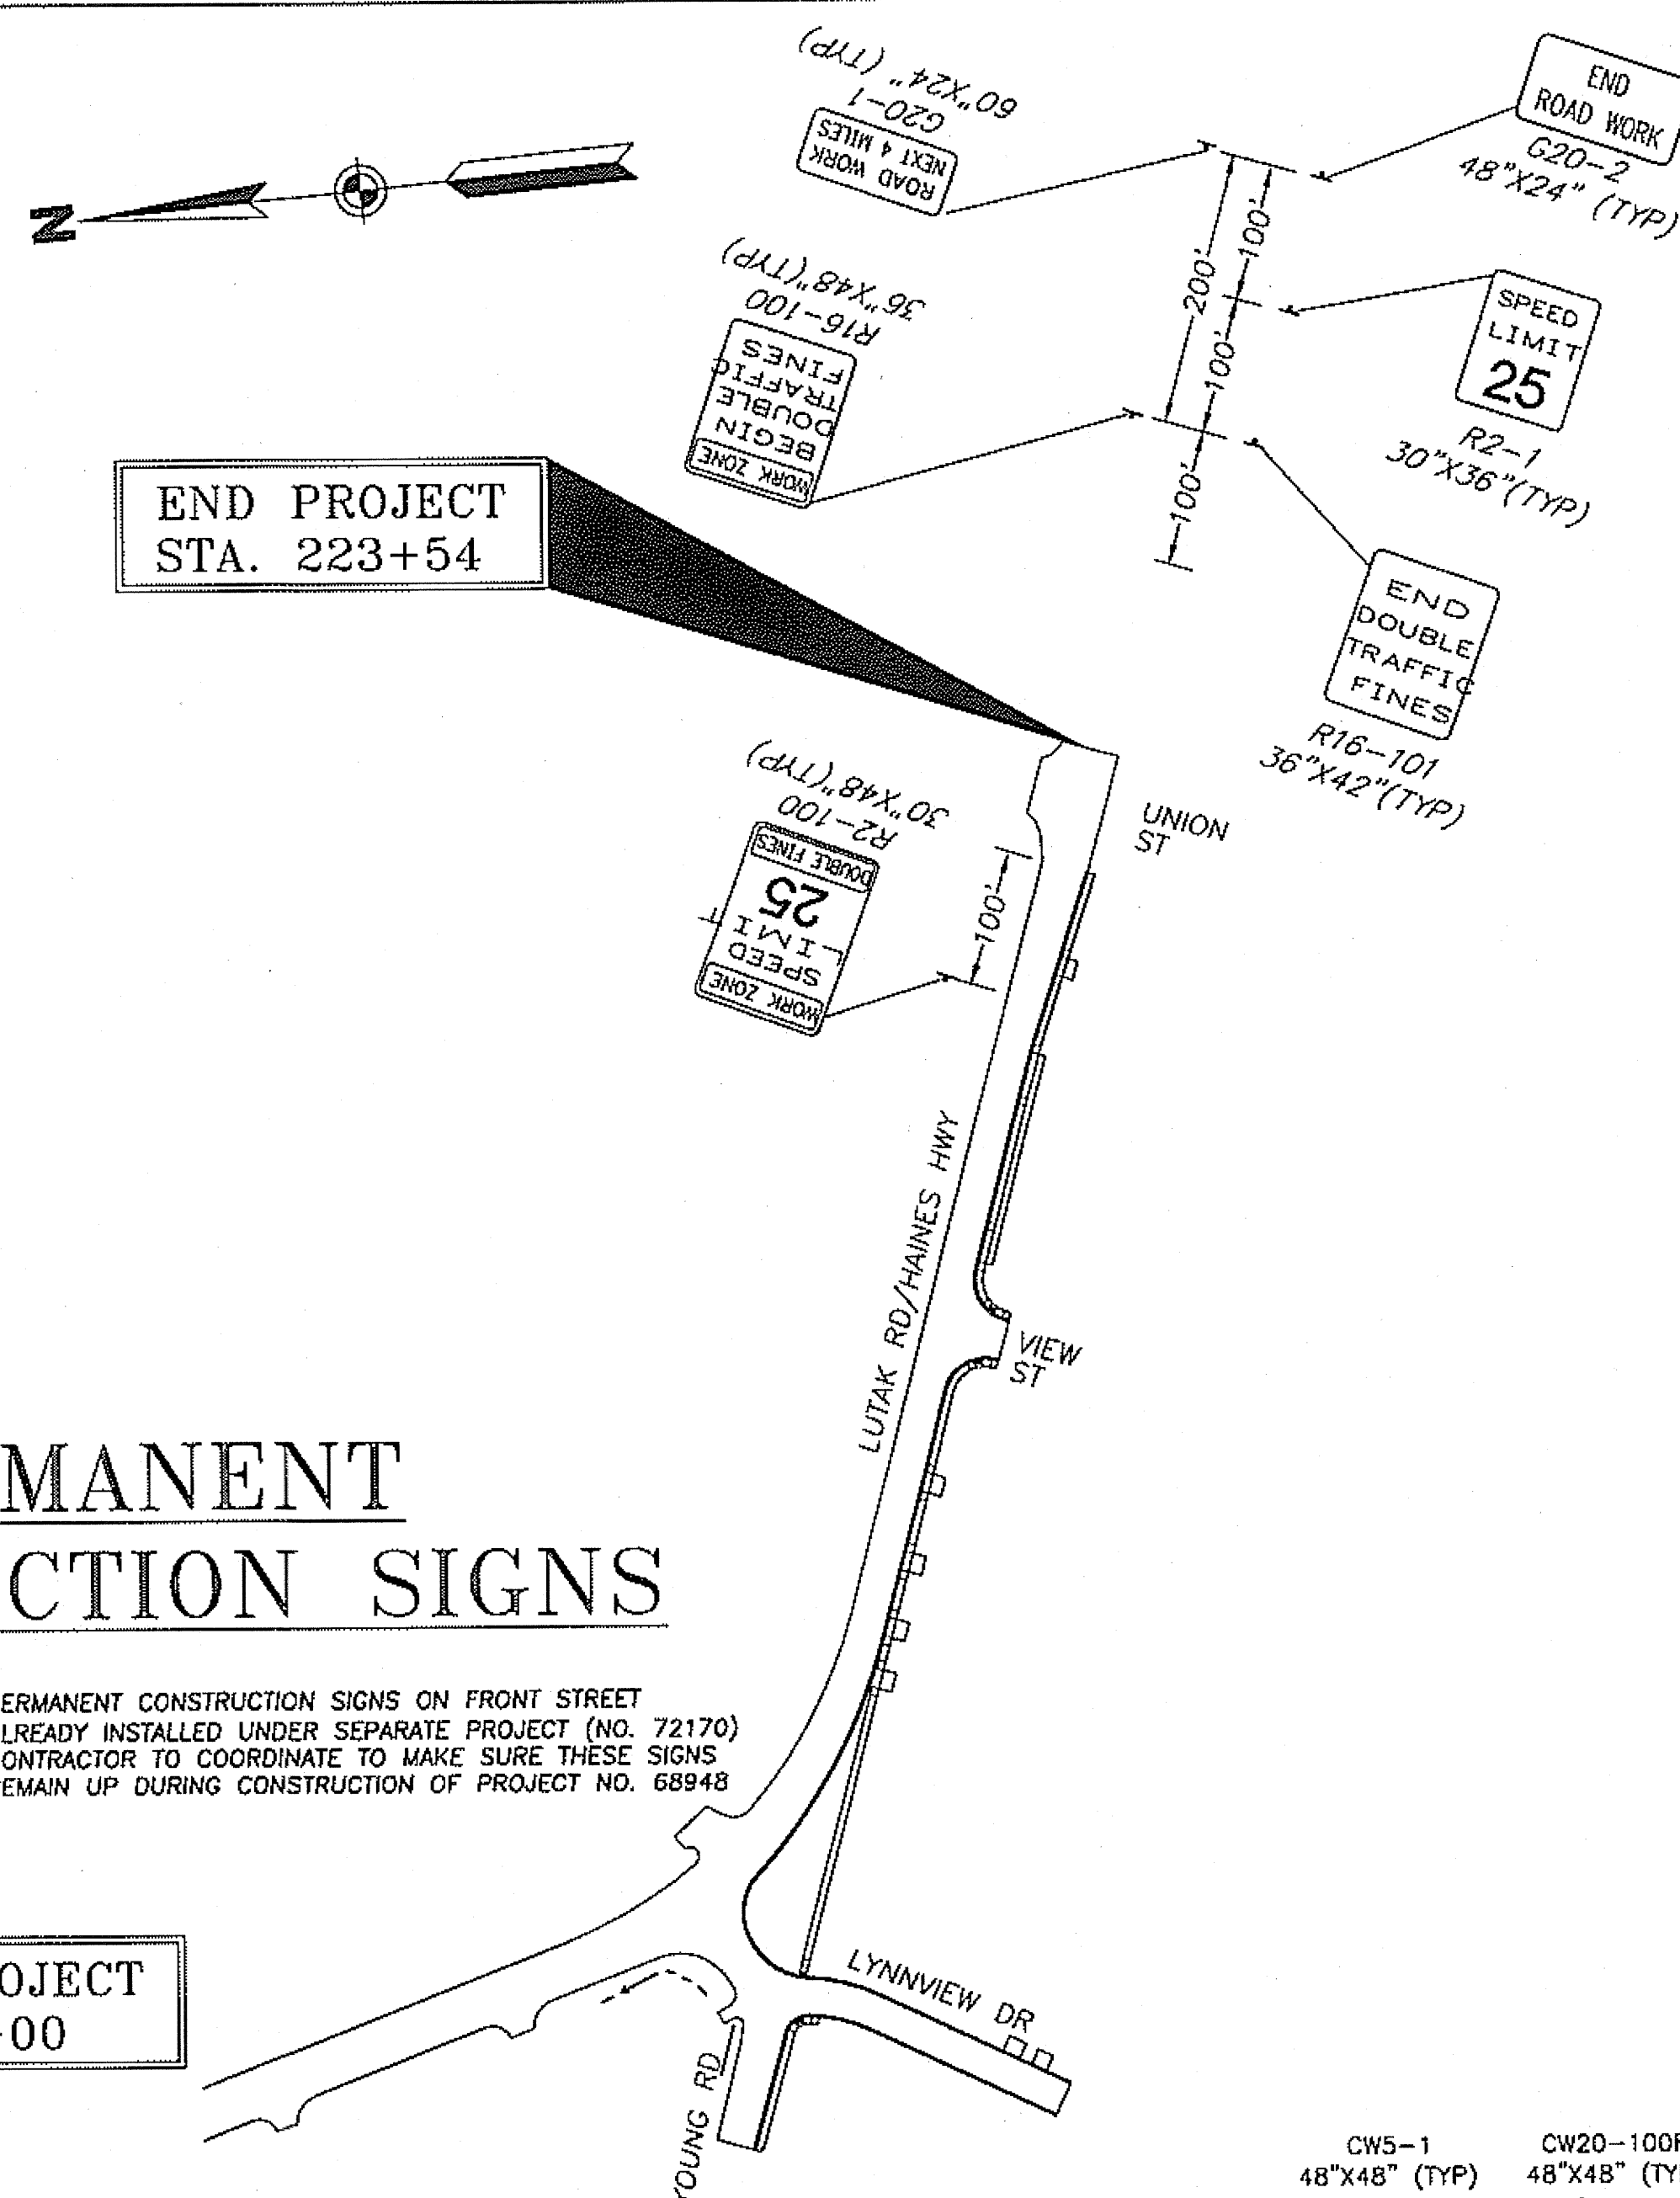 60"X24" (TYP)
G20-1
ROAD WORK
NEXT 4 MILES
END
ROAD WORK
G20-2
48"X24" (TYP)
N
200'
100'
100'
100'
36"X48"(TYP)
R16-100
WORK ZONE
BEGIN
DOUBLE
TRAFFIC
FINES
SPEED
LIMIT
25
R2-1
30"X36"(TYP)
END PROJECT
STA. 223+54
END
DOUBLE
TRAFFIC
FINES
R16-101
36"X42"(TYP)
30"X48"(TYP)
R2-100
WORK ZONE
SPEED
LIMIT
25
DOUBLE FINES
100'
UNION
ST
LUTAK RD/HAINES HWY
VIEW
ST
MANENT
CTION SIGNS
ERMANENT CONSTRUCTION SIGNS ON FRONT STREET
LREADY INSTALLED UNDER SEPARATE PROJECT (NO. 72170)
ONTRACTOR TO COORDINATE TO MAKE SURE THESE SIGNS
EMAIN UP DURING CONSTRUCTION OF PROJECT NO. 68948
OJECT
+00
LYNNVIEW DR
YOUNG RD
CW5-1
48"X48" (TYP)
CW20-100
48"X48" (TY